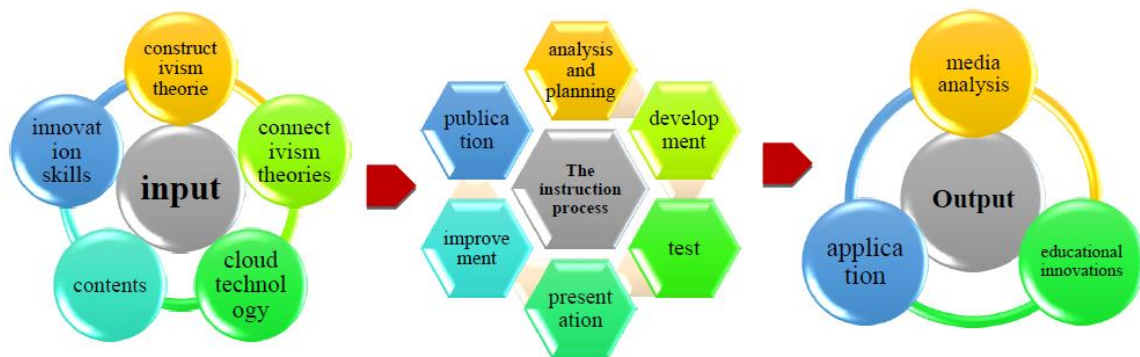 construct
ivism
theorie
connect
ivism
theories
cloud
technol
ogy
contents
innovat
ion
skills
input
analysis
and
planning
develop
ment
test
present
ation
improve
ment
publica
tion
The
instruction
process
media
analysis
educational
innovations
applica
tion
Output